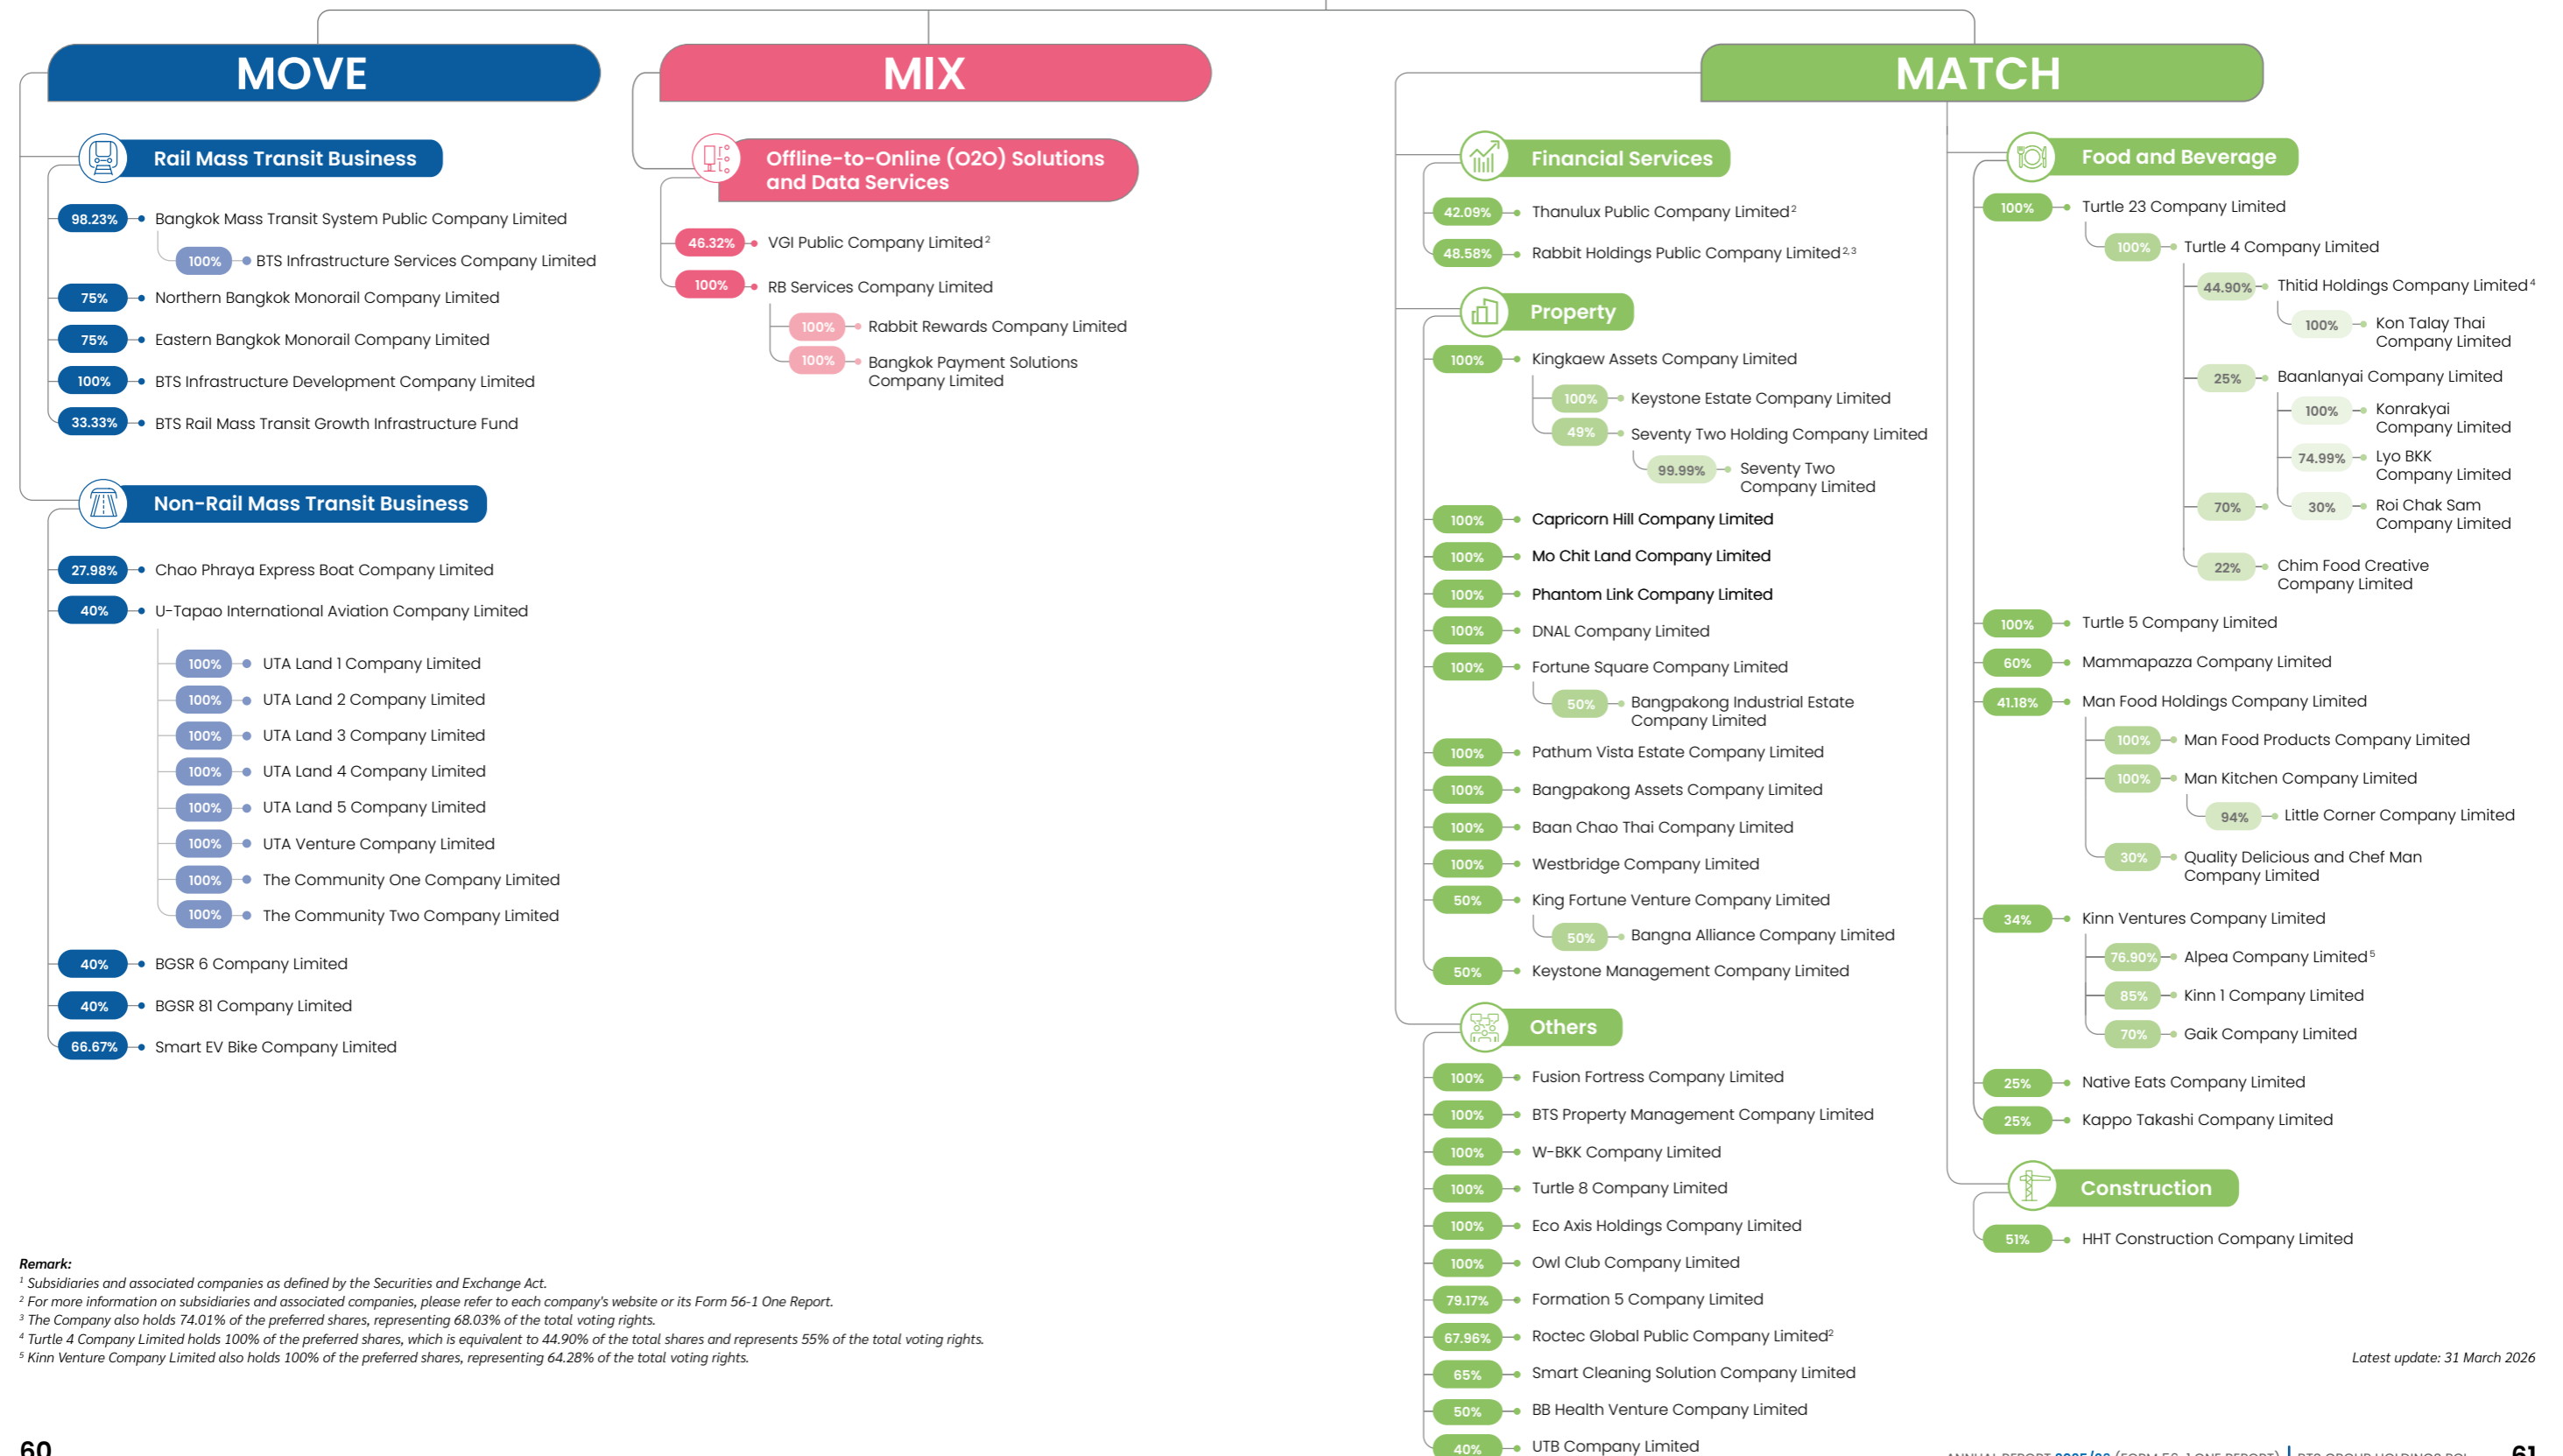 MOVE
Rail Mass Transit Business
98.23% Bangkok Mass Transit System Public Company Limited
100% BTS Infrastructure Services Company Limited
75% Northern Bangkok Monorail Company Limited
75% Eastern Bangkok Monorail Company Limited
100% BTS Infrastructure Development Company Limited
33.33% BTS Rail Mass Transit Growth Infrastructure Fund
Non-Rail Mass Transit Business
27.98% Chao Phraya Express Boat Company Limited
40% U-Tapao International Aviation Company Limited
100% UTA Land 1 Company Limited
100% UTA Land 2 Company Limited
100% UTA Land 3 Company Limited
100% UTA Land 4 Company Limited
100% UTA Land 5 Company Limited
100% UTA Venture Company Limited
100% The Community One Company Limited
100% The Community Two Company Limited
40% BGSR 6 Company Limited
40% BGSR 81 Company Limited
66.67% Smart EV Bike Company Limited
MIX
Offline-to-Online (O2O) Solutions
and Data Services
46.32% VGI Public Company Limited²
100% RB Services Company Limited
100% Rabbit Rewards Company Limited
100% Bangkok Payment Solutions
Company Limited
MATCH
Financial Services
42.09% Thanulux Public Company Limited²
48.58% Rabbit Holdings Public Company Limited²,³
Property
100% Kingkaew Assets Company Limited
100% Keystone Estate Company Limited
49% Seventy Two Holding Company Limited
99.99% Seventy Two
Company Limited
100% Capricorn Hill Company Limited
100% Mo Chit Land Company Limited
100% Phantom Link Company Limited
100% DNAL Company Limited
100% Fortune Square Company Limited
50% Bangpakong Industrial Estate
Company Limited
100% Pathum Vista Estate Company Limited
100% Bangpakong Assets Company Limited
100% Baan Chao Thai Company Limited
100% Westbridge Company Limited
50% King Fortune Venture Company Limited
50% Bangna Alliance Company Limited
50% Keystone Management Company Limited
Others
100% Fusion Fortress Company Limited
100% BTS Property Management Company Limited
100% W-BKK Company Limited
100% Turtle 8 Company Limited
100% Eco Axis Holdings Company Limited
100% Owl Club Company Limited
79.17% Formation 5 Company Limited
67.96% Roctec Global Public Company Limited²
65% Smart Cleaning Solution Company Limited
50% BB Health Venture Company Limited
40% UTB Company Limited
Food and Beverage
100% Turtle 23 Company Limited
100% Turtle 4 Company Limited
44.90% Thitid Holdings Company Limited⁴
100% Kon Talay Thai
Company Limited
25% Baanlanyai Company Limited
100% Konrakyai
Company Limited
74.99% Lyo BKK
Company Limited
70% 30% Roi Chak Sam
Company Limited
22% Chim Food Creative
Company Limited
100% Turtle 5 Company Limited
60% Mammapazza Company Limited
41.18% Man Food Holdings Company Limited
100% Man Food Products Company Limited
100% Man Kitchen Company Limited
94% Little Corner Company Limited
30% Quality Delicious and Chef Man
Company Limited
34% Kinn Ventures Company Limited
76.90% Alpea Company Limited⁵
85% Kinn 1 Company Limited
70% Gaik Company Limited
25% Native Eats Company Limited
25% Kappo Takashi Company Limited
Construction
51% HHT Construction Company Limited
Remark:
¹ Subsidiaries and associated companies as defined by the Securities and Exchange Act.
² For more information on subsidiaries and associated companies, please refer to each company's website or its Form 56-1 One Report.
³ The Company also holds 74.01% of the preferred shares, representing 68.03% of the total voting rights.
⁴ Turtle 4 Company Limited holds 100% of the preferred shares, which is equivalent to 44.90% of the total shares and represents 55% of the total voting rights.
⁵ Kinn Venture Company Limited also holds 100% of the preferred shares, representing 64.28% of the total voting rights.
Latest update: 31 March 2026
60
61